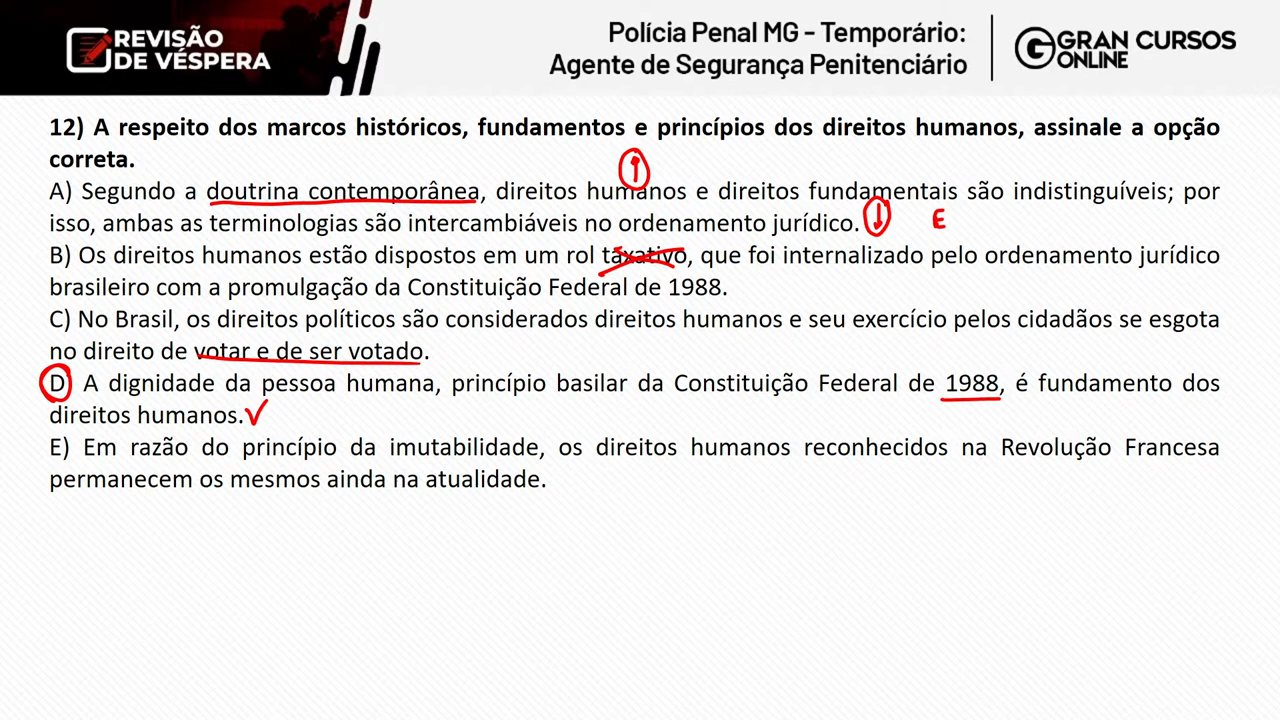 REVISÃO
DE VÉSPERA
Polícia Penal MG - Temporário:
Agente de Segurança Penitenciário
GRAN CURSOS
ONLINE
12) A respeito dos marcos históricos, fundamentos e princípios dos direitos humanos, assinale a opção
correta.
A) Segundo a doutrina contemporânea, direitos humanos e direitos fundamentais são indistinguíveis; por
isso, ambas as terminologias são intercambiáveis no ordenamento jurídico.
E
B) Os direitos humanos estão dispostos em um rol taxativo, que foi internalizado pelo ordenamento jurídico
brasileiro com a promulgação da Constituição Federal de 1988.
C) No Brasil, os direitos políticos são considerados direitos humanos e seu exercício pelos cidadãos se esgota
no direito de votar e de ser votado.
D) A dignidade da pessoa humana, princípio basilar da Constituição Federal de 1988, é fundamento dos
direitos humanos.
E) Em razão do princípio da imutabilidade, os direitos humanos reconhecidos na Revolução Francesa
permanecem os mesmos ainda na atualidade.